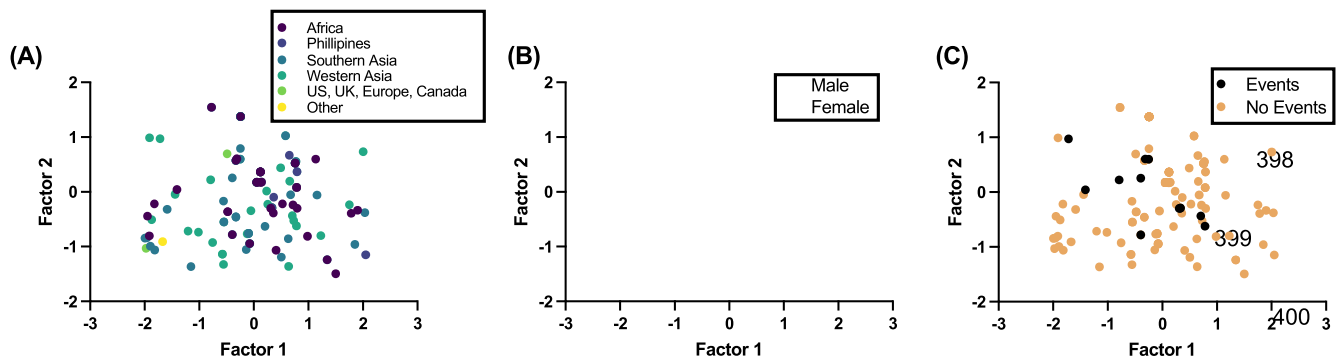 (A)
Africa
Phillipines
Southern Asia
Western Asia
US, UK, Europe, Canada
Other
Factor 2
2
1
0
-1
-2
-3
-2
-1
0
1
2
3
Factor 1
(B)
Male
Female
Factor 2
2
1
0
-1
-2
-3
-2
-1
0
1
2
3
Factor 1
(C)
Events
No Events
Factor 2
2
1
0
-1
-2
398
399
400
-3
-2
-1
0
1
2
3
Factor 1